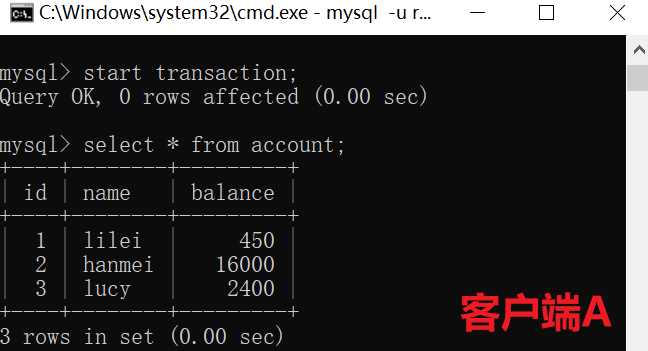 C:\Windows\system32\cmd.exe - mysql  -u r...
mysql> start transaction;
Query OK, 0 rows affected (0.00 sec)
mysql> select * from account;
+----+--------+---------+
| id | name   | balance |
+----+--------+---------+
|  1 | lilei  |     450 |
|  2 | hanmei |   16000 |
|  3 | lucy   |    2400 |
+----+--------+---------+
3 rows in set (0.00 sec)
客户端A